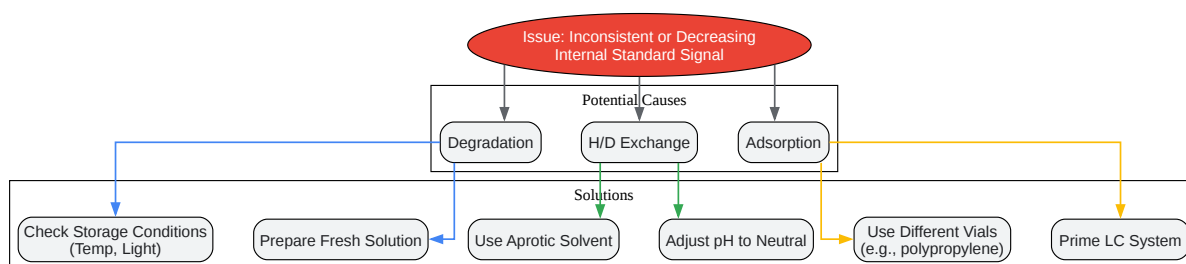 Issue: Inconsistent or Decreasing
Internal Standard Signal
Potential Causes
Degradation
H/D Exchange
Adsorption
Solutions
Check Storage Conditions
(Temp, Light)
Prepare Fresh Solution
Use Aprotic Solvent
Adjust pH to Neutral
Use Different Vials
(e.g., polypropylene)
Prime LC System